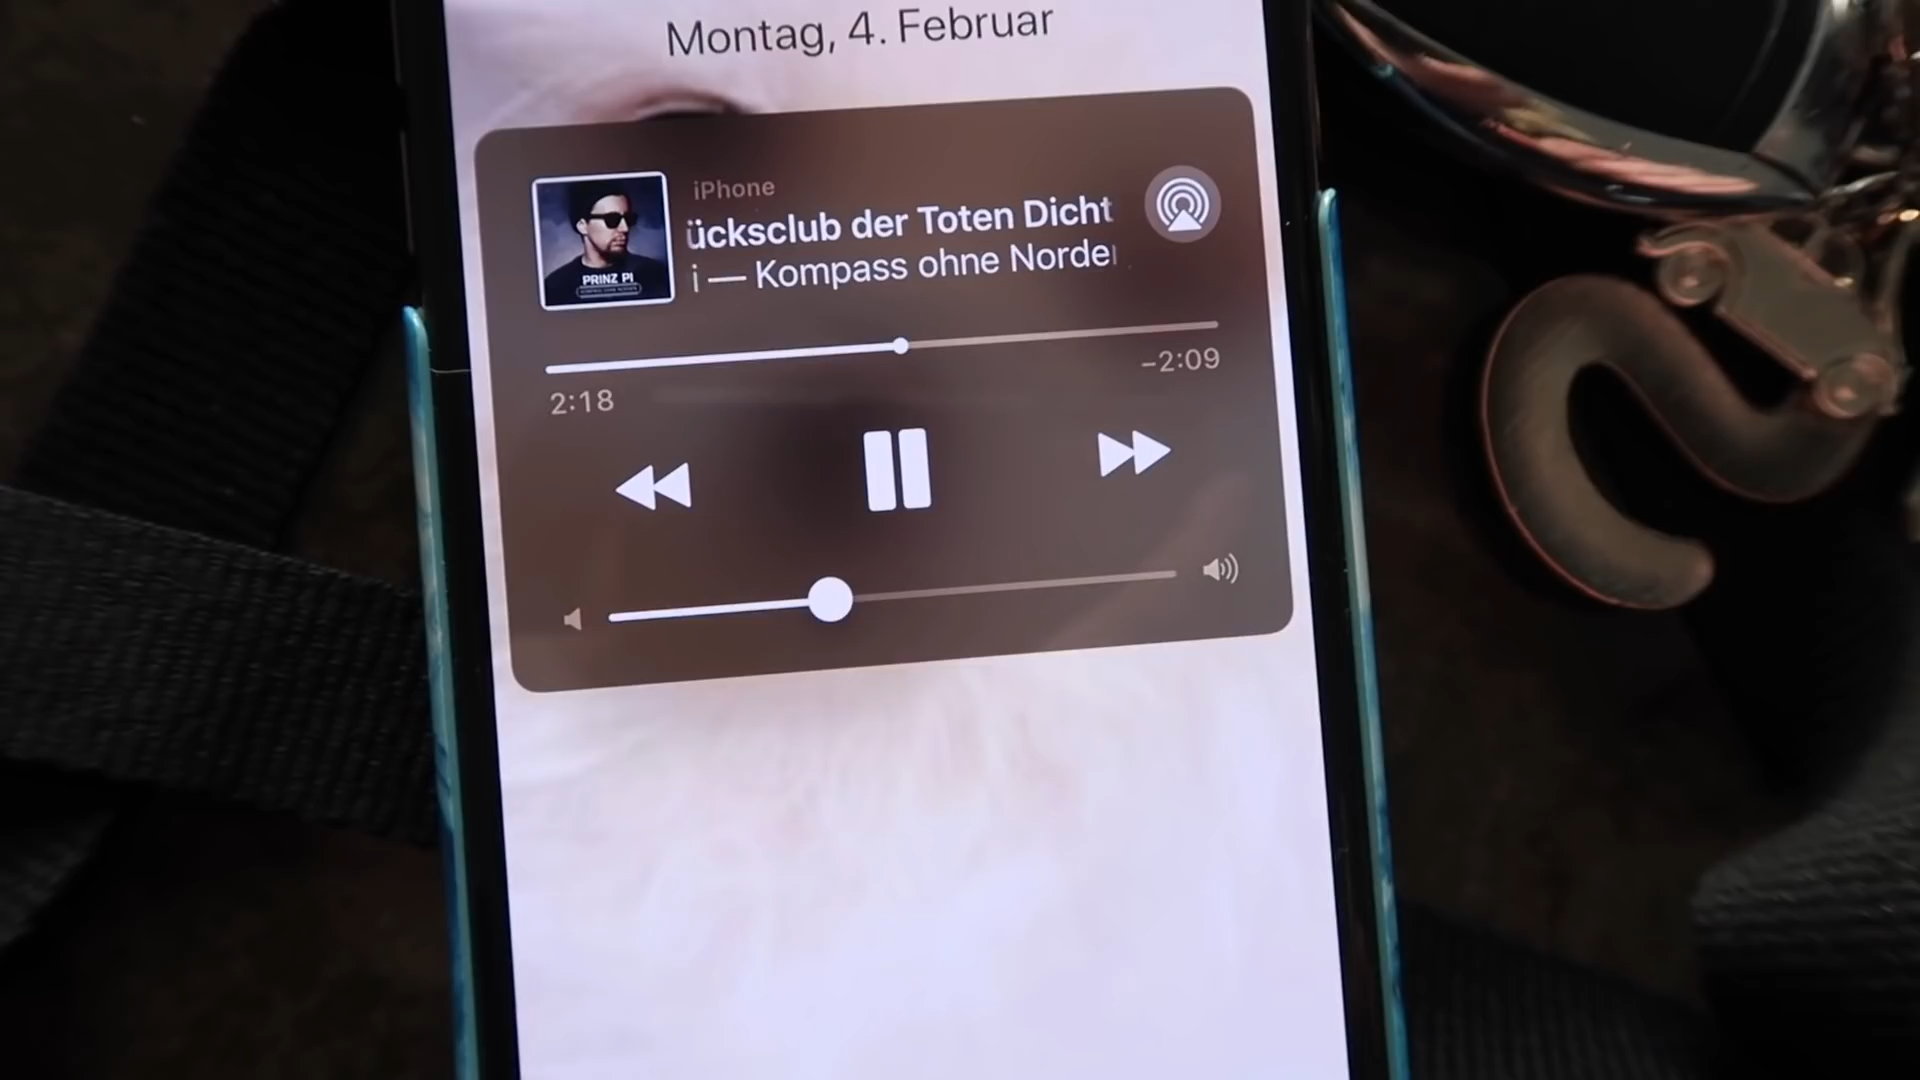 Montag, 4. Februar
iPhone
ücksclub der Toten Dicht
i — Kompass ohne Norde
PRINZ PI
2:18
-2:09